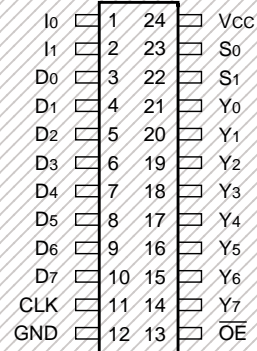 I0 1 24 VCC
I1 2 23 S0
D0 3 22 S1
D1 4 21 Y0
D2 5 20 Y1
D3 6 19 Y2
D4 7 18 Y3
D5 8 17 Y4
D6 9 16 Y5
D7 10 15 Y6
CLK 11 14 Y7
GND 12 13 O̅E̅